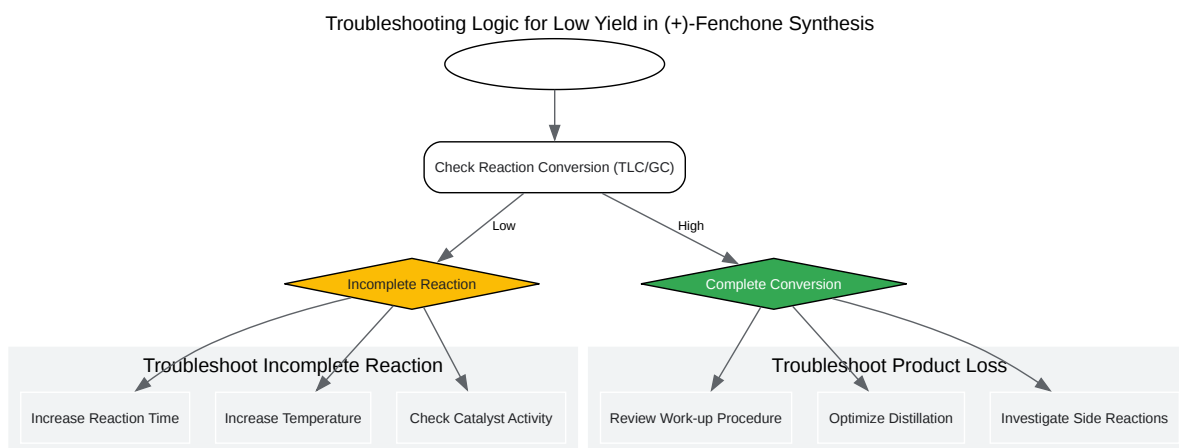 Troubleshooting Logic for Low Yield in (+)-Fenchone Synthesis
Check Reaction Conversion (TLC/GC)
Low
High
Incomplete Reaction
Complete Conversion
Troubleshoot Incomplete Reaction
Troubleshoot Product Loss
Increase Reaction Time
Increase Temperature
Check Catalyst Activity
Review Work-up Procedure
Optimize Distillation
Investigate Side Reactions